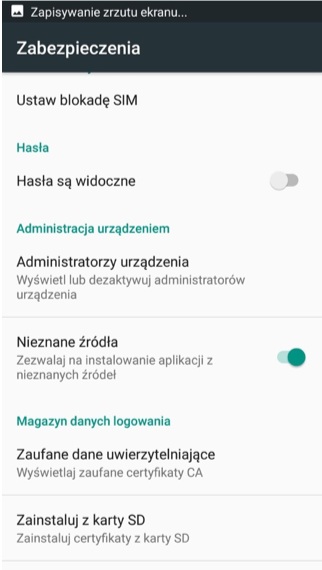 Zapisywanie zrzutu ekranu...
Zabezpieczenia
Ustaw blokadę SIM
Hasła
Hasła są widoczne
Administracja urządzeniem
Administratorzy urządzenia
Wyświetl lub dezaktywuj administratorów
urządzenia
Nieznane źródła
Zezwalaj na instalowanie aplikacji z
nieznanych źródeł
Magazyn danych logowania
Zaufane dane uwierzytelniające
Wyświetlaj zaufane certyfikaty CA
Zainstaluj z karty SD
Zainstaluj certyfikaty z karty SD